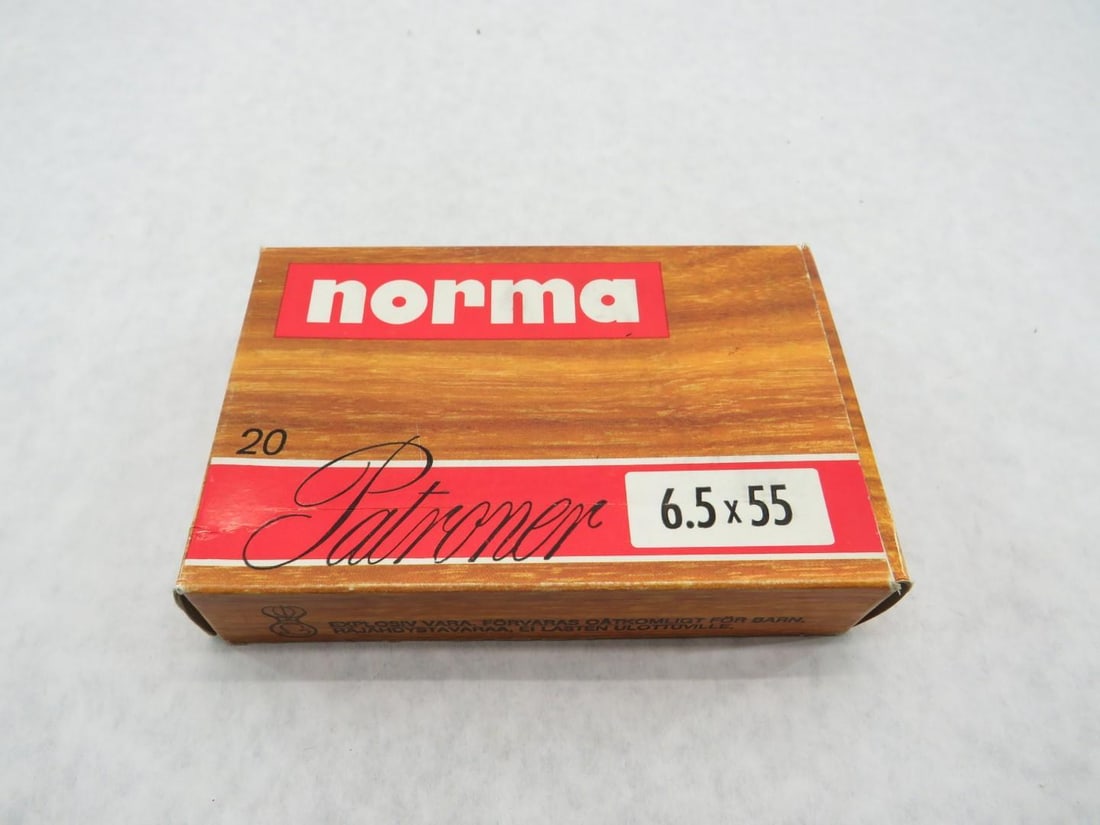 norma
20
Patroner
6.5 x 55
EXPLOSIV VARA. FÖRVARAS OÅTKOMLIGT FÖR BARN.
RÄJÄHDYSTAVARAA, EI LASTEN ULOTTUVILLE.